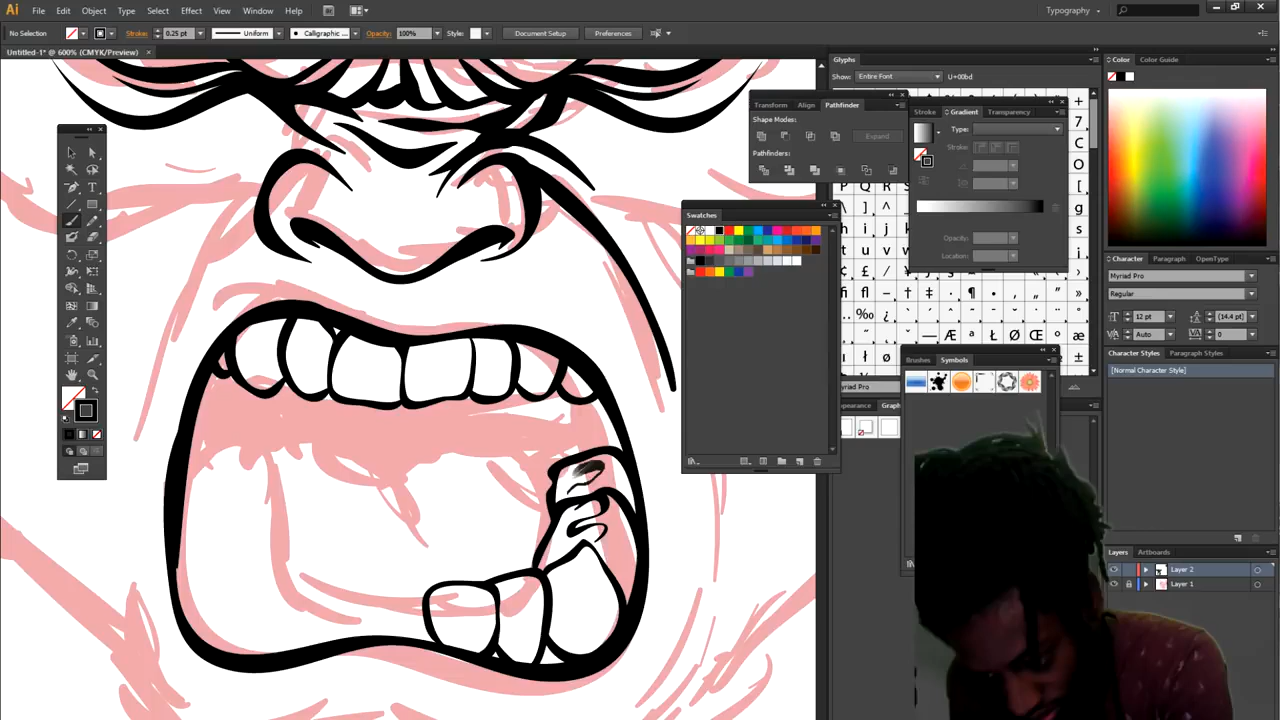 Ai File Edit Object Type Select Effect View Window Help Br Typography
No Selection Stroke: 0.25 pt Uniform Calligraphic ... Opacity: 100% Style: Document Setup Preferences
Untitled-1* @ 600% (CMYK/Preview) ×
Glyphs
Show: Entire Font U+00bd
Transform Align Pathfinder
Shape Modes:
Expand
Pathfinders:
Stroke Gradient Transparency
Type:
Stroke:
Opacity:
Location:
Swatches
Color Color Guide
P Q R S
h i j k
Myriad Pro
Character Paragraph OpenType
Myriad Pro
Regular
12 pt (14.4 pt)
Auto 0
Brushes Symbols
Character Styles Paragraph Styles
[Normal Character Style]
Layers Artboards
Layer 2
Layer 1